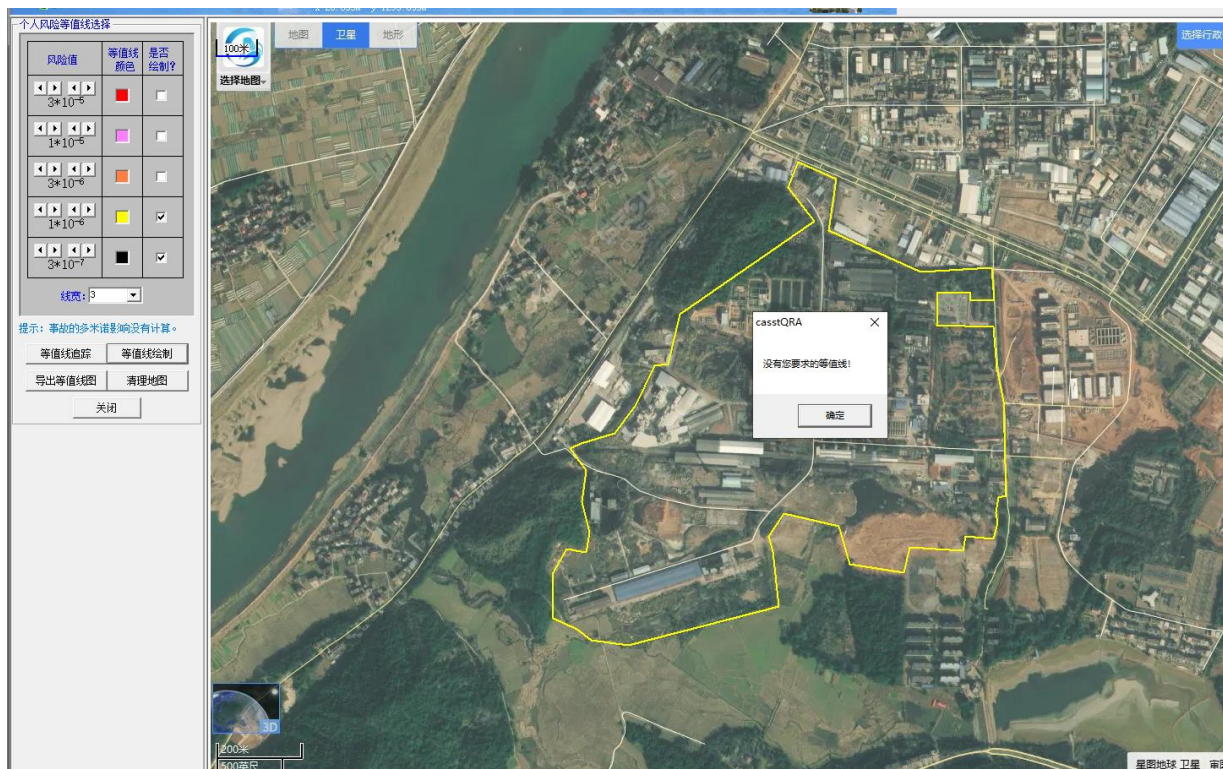 个人风险等值线选择
风险值
等值线颜色
是否绘制?
3*10-5
1*10-5
3*10-6
1*10-6
3*10-7
线宽: 3
提示: 事故的多米诺影响没有计算。
等值线追踪
等值线绘制
导出等值线图
清理地图
关闭
100米
选择地图
地图
卫星
地形
选择行政
casstQRA
没有您要求的等值线!
确定
3D
200米
500英尺
星图地球 卫星 审图